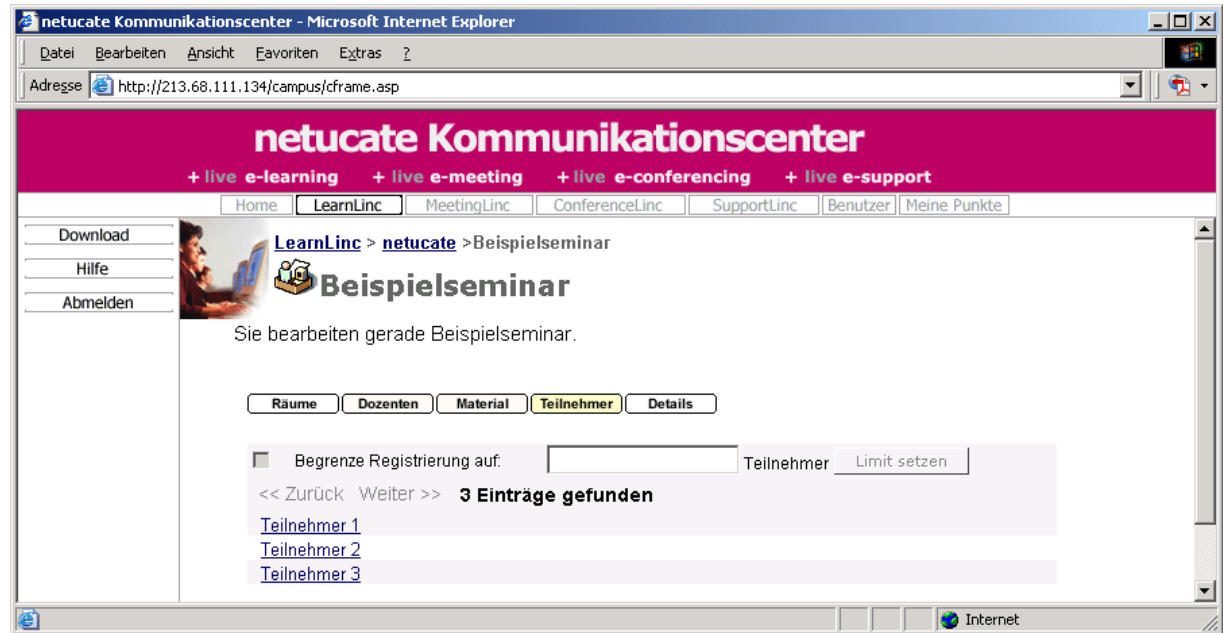 netucate Kommunikationscenter - Microsoft Internet Explorer
Datei Bearbeiten Ansicht Favoriten Extras ?
Adresse http://213.68.111.134/campus/cframe.asp
netucate Kommunikationscenter
+ live e-learning + live e-meeting + live e-conferencing + live e-support
Home LearnLinc MeetingLinc ConferenceLinc SupportLinc Benutzer Meine Punkte
Download
Hilfe
Abmelden
LearnLinc > netucate >Beispielseminar
Beispielseminar
Sie bearbeiten gerade Beispielseminar.
Räume Dozenten Material Teilnehmer Details
Begrenze Registrierung auf: Teilnehmer Limit setzen
<< Zurück Weiter >> 3 Einträge gefunden
Teilnehmer 1
Teilnehmer 2
Teilnehmer 3
Internet